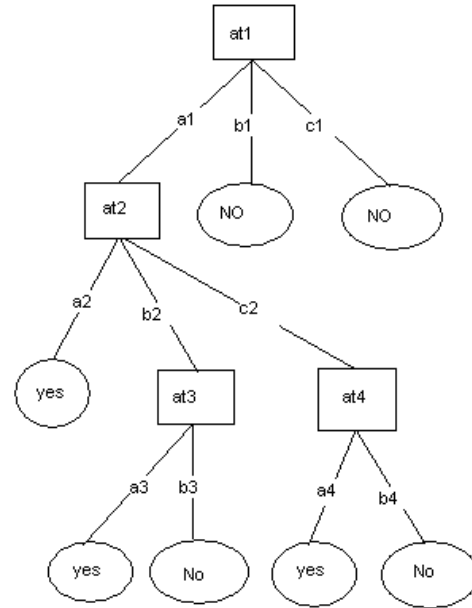 at1
a1
b1
c1
at2
NO
NO
a2
b2
c2
yes
at3
at4
a3
b3
a4
b4
yes
No
yes
No